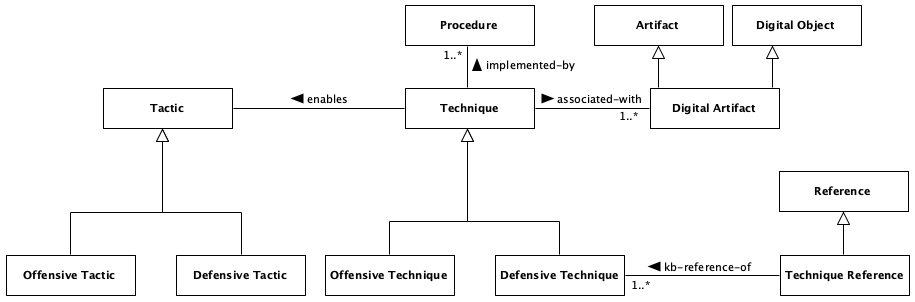 Procedure
Artifact
Digital Object
1..*
implemented-by
Tactic
enables
Technique
associated-with
1..*
Digital Artifact
Reference
Offensive Tactic
Defensive Tactic
Offensive Technique
Defensive Technique
kb-reference-of
1..*
Technique Reference